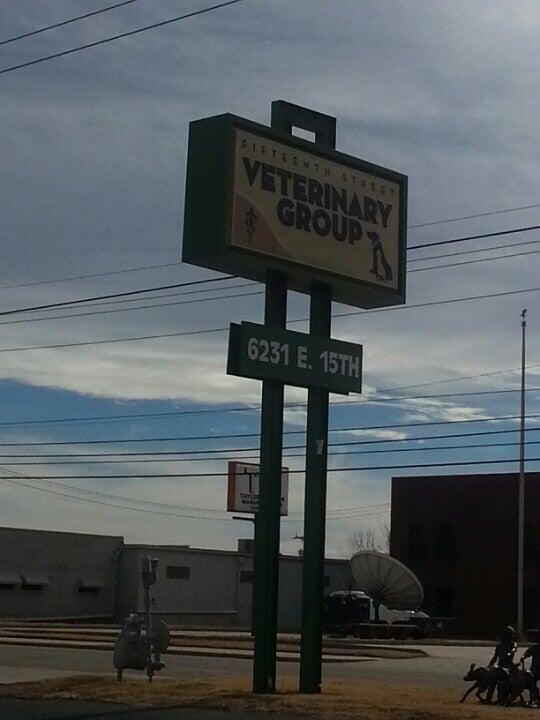 FIFTEENTH STREET
VETERINARY
GROUP
6231 E. 15TH